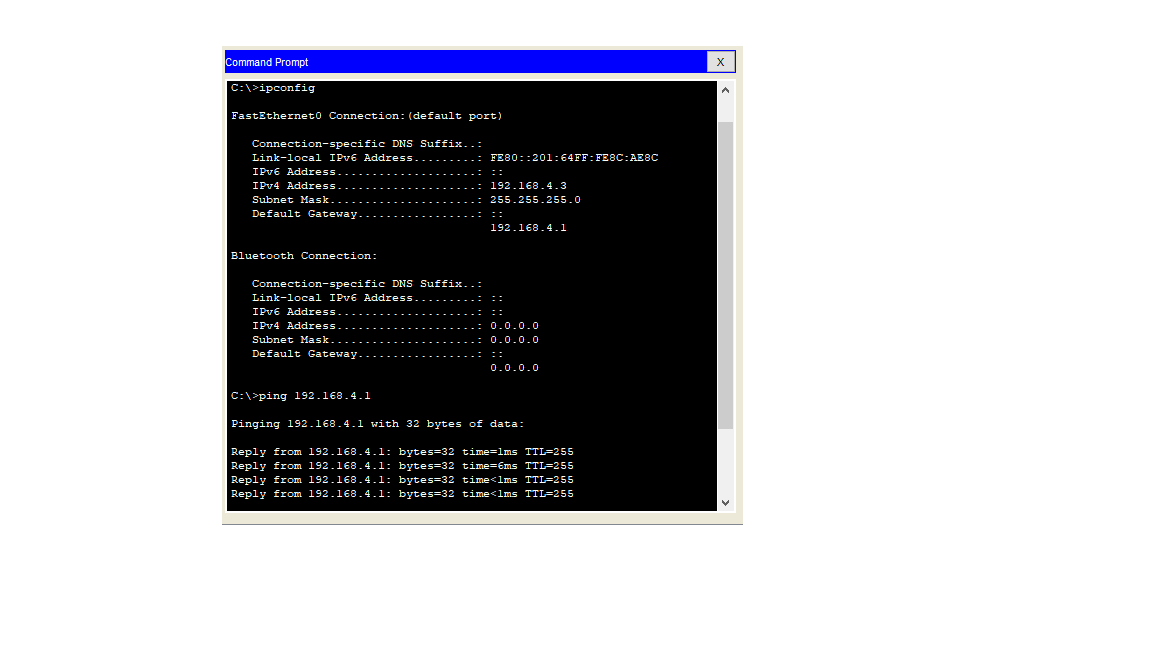 Command Prompt
X
C:\>ipconfig
FastEthernet0 Connection:(default port)
Connection-specific DNS Suffix..:
Link-local IPv6 Address.........: FE80::201:64FF:FE8C:AE8C
IPv6 Address....................: ::
IPv4 Address....................: 192.168.4.3
Subnet Mask.....................: 255.255.255.0
Default Gateway.................: ::
192.168.4.1
Bluetooth Connection:
Connection-specific DNS Suffix..:
Link-local IPv6 Address.........: ::
IPv6 Address....................: ::
IPv4 Address....................: 0.0.0.0
Subnet Mask.....................: 0.0.0.0
Default Gateway.................: ::
0.0.0.0
C:\>ping 192.168.4.1
Pinging 192.168.4.1 with 32 bytes of data:
Reply from 192.168.4.1: bytes=32 time=1ms TTL=255
Reply from 192.168.4.1: bytes=32 time=6ms TTL=255
Reply from 192.168.4.1: bytes=32 time<1ms TTL=255
Reply from 192.168.4.1: bytes=32 time<1ms TTL=255